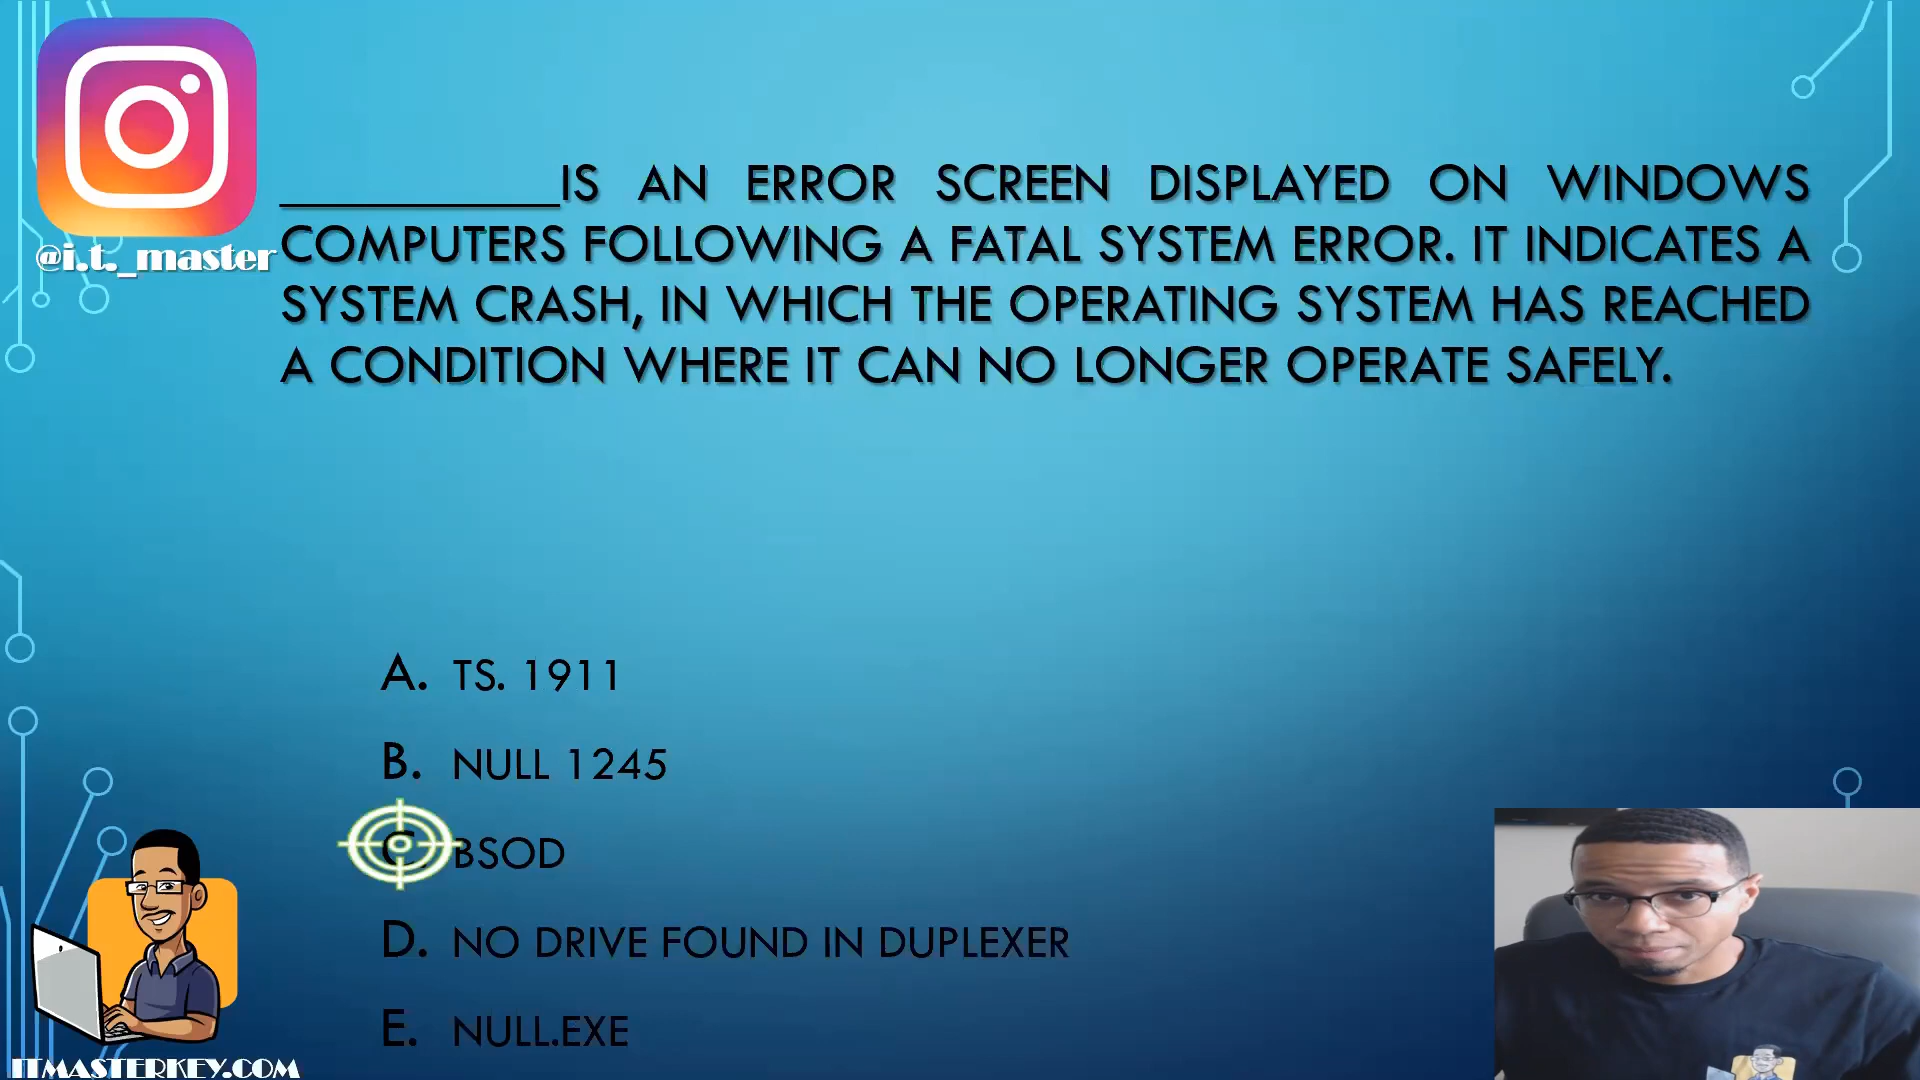 @i.t._master
__________IS AN ERROR SCREEN DISPLAYED ON WINDOWS
COMPUTERS FOLLOWING A FATAL SYSTEM ERROR. IT INDICATES A
SYSTEM CRASH, IN WHICH THE OPERATING SYSTEM HAS REACHED
A CONDITION WHERE IT CAN NO LONGER OPERATE SAFELY.
A. TS. 1911
B. NULL 1245
C. BSOD
D. NO DRIVE FOUND IN DUPLEXER
E. NULL.EXE
ITMASTERKEY.COM